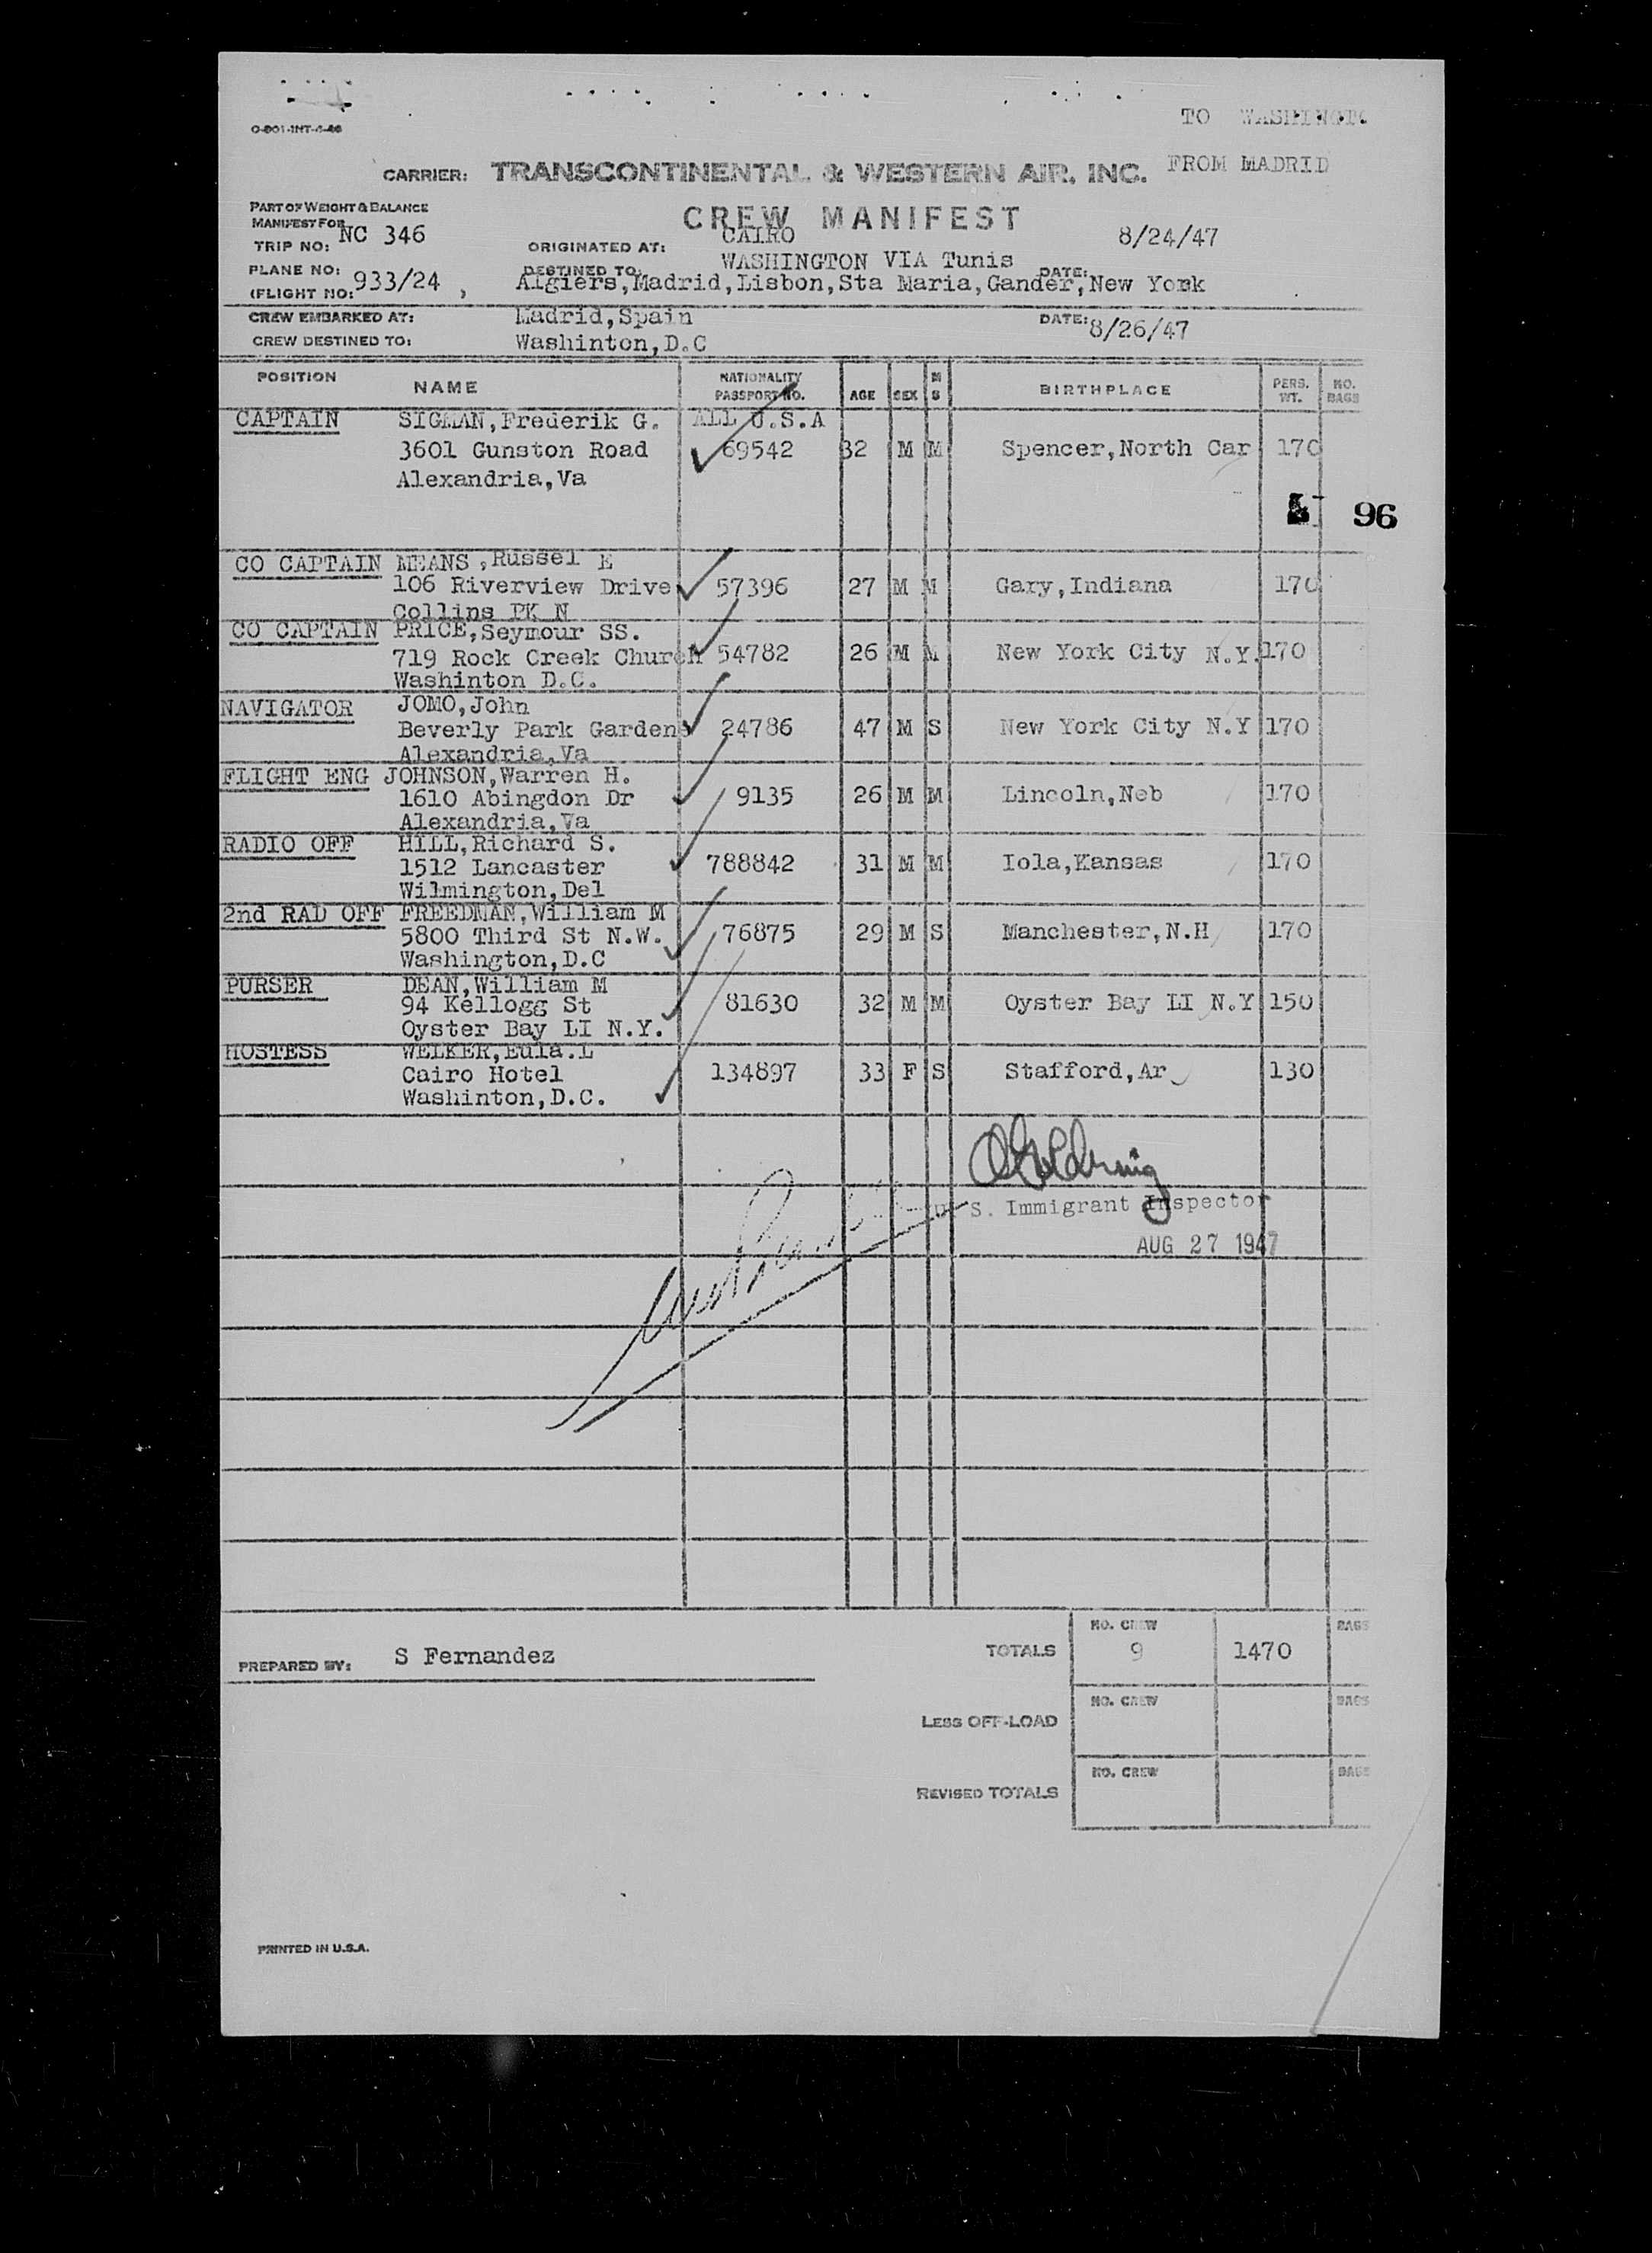 O-801-INT-4-46
TO WASHINGTO
CARRIER: TRANSCONTINENTAL & WESTERN AIR, INC. FROM MADRID
PART OF WEIGHT & BALANCE
MANIFEST FOR
CREW MANIFEST
TRIP NO: NC 346 ORIGINATED AT: CAIRO 8/24/47
WASHINGTON VIA Tunis
PLANE NO: DESTINED TO: DATE:
(FLIGHT NO: 933/24 , Algiers,Madrid,Lisbon,Sta Maria,Gander,New York
CREW EMBARKED AT: Madrid,Spain DATE: 8/26/47
CREW DESTINED TO: Washinton,D.C
POSITION NAME NATIONALITY PASSPORT NO. AGE SEX M S BIRTHPLACE PERS. WT. NO. BAGS
CAPTAIN SIGMAN,Frederik G. ALL U.S.A
3601 Gunston Road 69542 32 M M Spencer,North Car 170
Alexandria,Va
96
CO CAPTAIN MEANS,Russel E
106 Riverview Drive 57396 27 M M Gary,Indiana 170
Collins PK N
CO CAPTAIN PRICE,Seymour SS.
719 Rock Creek Church 54782 26 M M New York City N.Y. 170
Washinton D.C.
NAVIGATOR JOMO,John
Beverly Park Gardens 24786 47 M S New York City N.Y 170
Alexandria,Va
FLIGHT ENG JOHNSON,Warren H.
1610 Abingdon Dr 9135 26 M M Lincoln,Neb 170
Alexandria,Va
RADIO OFF HILL,Richard S.
1512 Lancaster 788842 31 M M Iola,Kansas 170
Wilmington,Del
2nd RAD OFF FREEDMAN,William M
5800 Third St N.W. 76875 29 M S Manchester,N.H 170
Washington,D.C
PURSER DEAN,William M
94 Kellogg St 81630 32 M M Oyster Bay LI N.Y 150
Oyster Bay LI N.Y.
HOSTESS WELKER,Eula.L
Cairo Hotel 134897 33 F S Stafford,Ar 130
Washinton,D.C.
U. S. Immigrant Inspector
AUG 27 1947
NO. CREW BAGS
PREPARED BY: S Fernandez TOTALS 9 1470
NO. CREW BAGS
LESS OFF-LOAD
NO. CREW BAGS
REVISED TOTALS
PRINTED IN U.S.A.